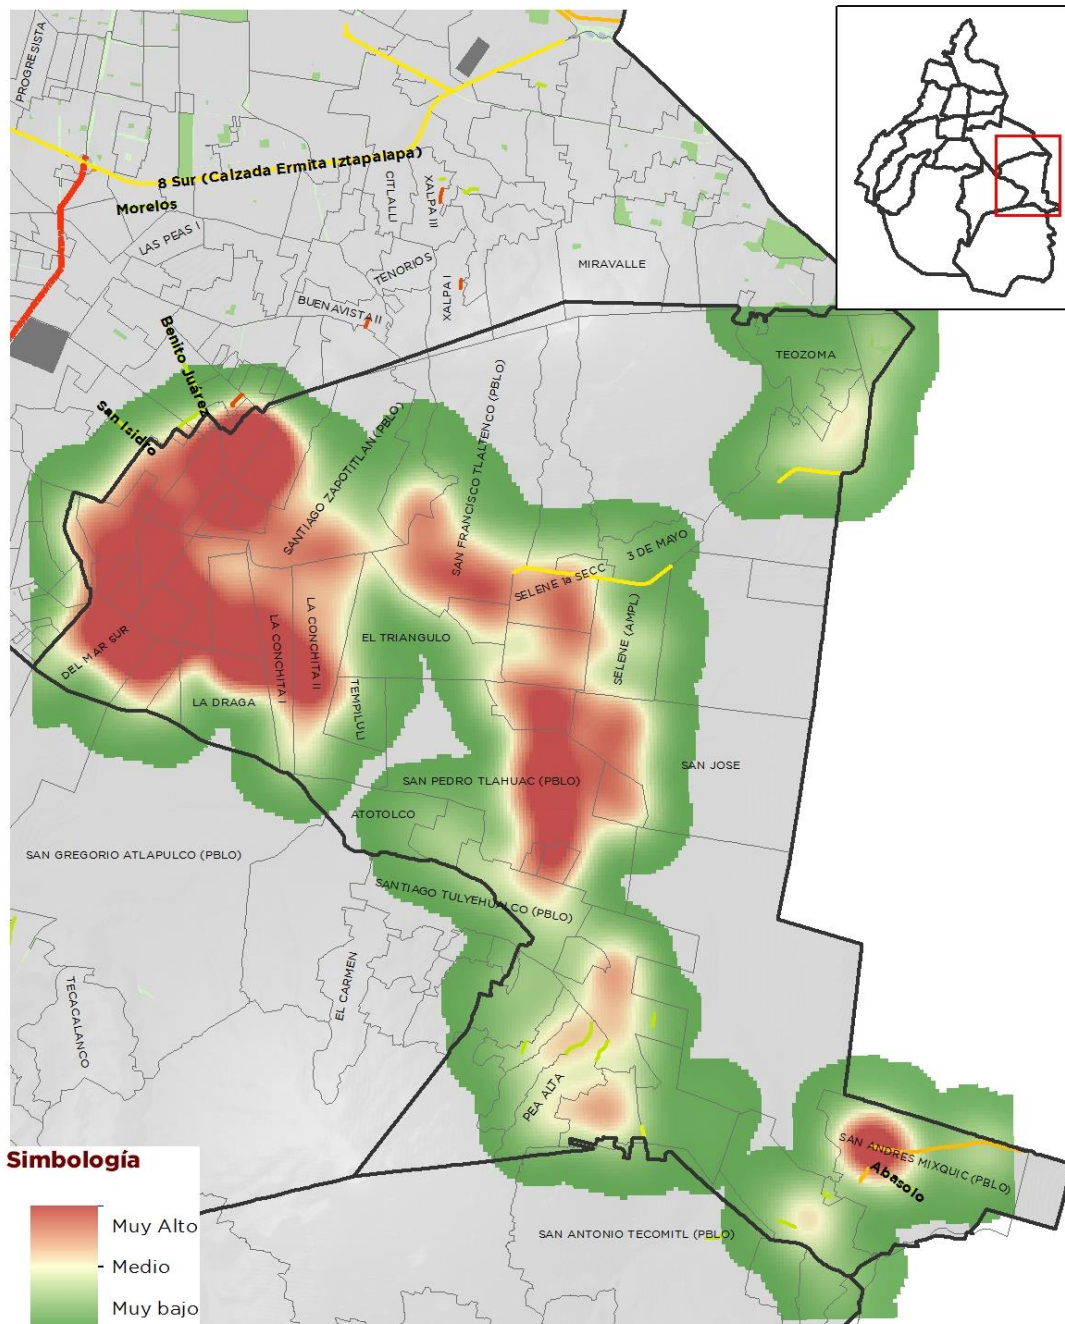 PROGRESISTA
8 Sur (Calzada Ermita Iztapalapa)
Morelos
CITLALLI
XALPA III
LAS PEAS I
TENORIOS
MIRAVALLE
XALPA I
BUENAVISTA II
Benito Juárez
San Isidro
TEOZOMA
SANTIAGO ZAPOTITLAN (PBLO)
SAN FRANCISCO TLALTENCO (PBLO)
3 DE MAYO
SELENE 1a SECC
SELENE (AMPL)
EL TRIANGULO
LA CONCHITA II
LA CONCHITA I
DEL MAR SUR
LA DRAGA
TEMPILULI
SAN JOSE
SAN PEDRO TLAHUAC (PBLO)
ATOTOLCO
SAN GREGORIO ATLAPULCO (PBLO)
SANTIAGO TULYEHUALCO (PBLO)
EL CARMEN
TECACALANCO
PEA ALTA
SAN ANDRES MIXQUIC (PBLO)
Abasolo
SAN ANTONIO TECOMITL (PBLO)
Simbología
Muy Alto
Medio
Muy bajo